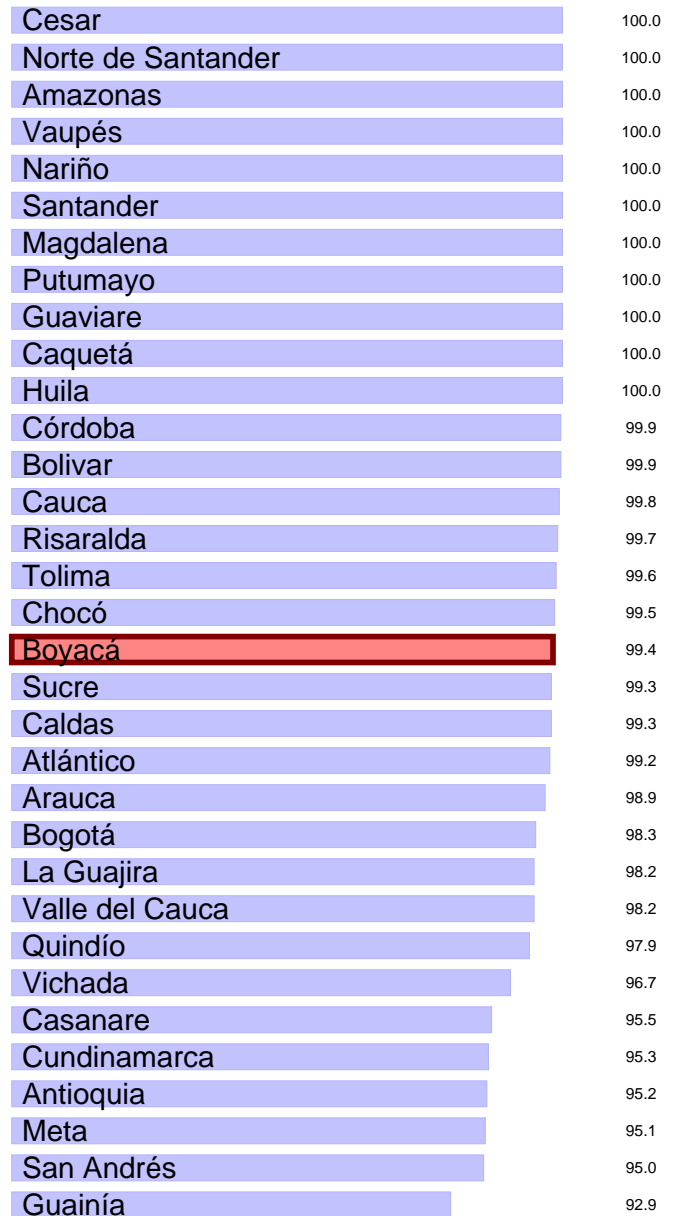 Cesar 100.0
Norte de Santander 100.0
Amazonas 100.0
Vaupés 100.0
Nariño 100.0
Santander 100.0
Magdalena 100.0
Putumayo 100.0
Guaviare 100.0
Caquetá 100.0
Huila 100.0
Córdoba 99.9
Bolivar 99.9
Cauca 99.8
Risaralda 99.7
Tolima 99.6
Chocó 99.5
Boyacá 99.4
Sucre 99.3
Caldas 99.3
Atlántico 99.2
Arauca 98.9
Bogotá 98.3
La Guajira 98.2
Valle del Cauca 98.2
Quindío 97.9
Vichada 96.7
Casanare 95.5
Cundinamarca 95.3
Antioquia 95.2
Meta 95.1
San Andrés 95.0
Guainía 92.9